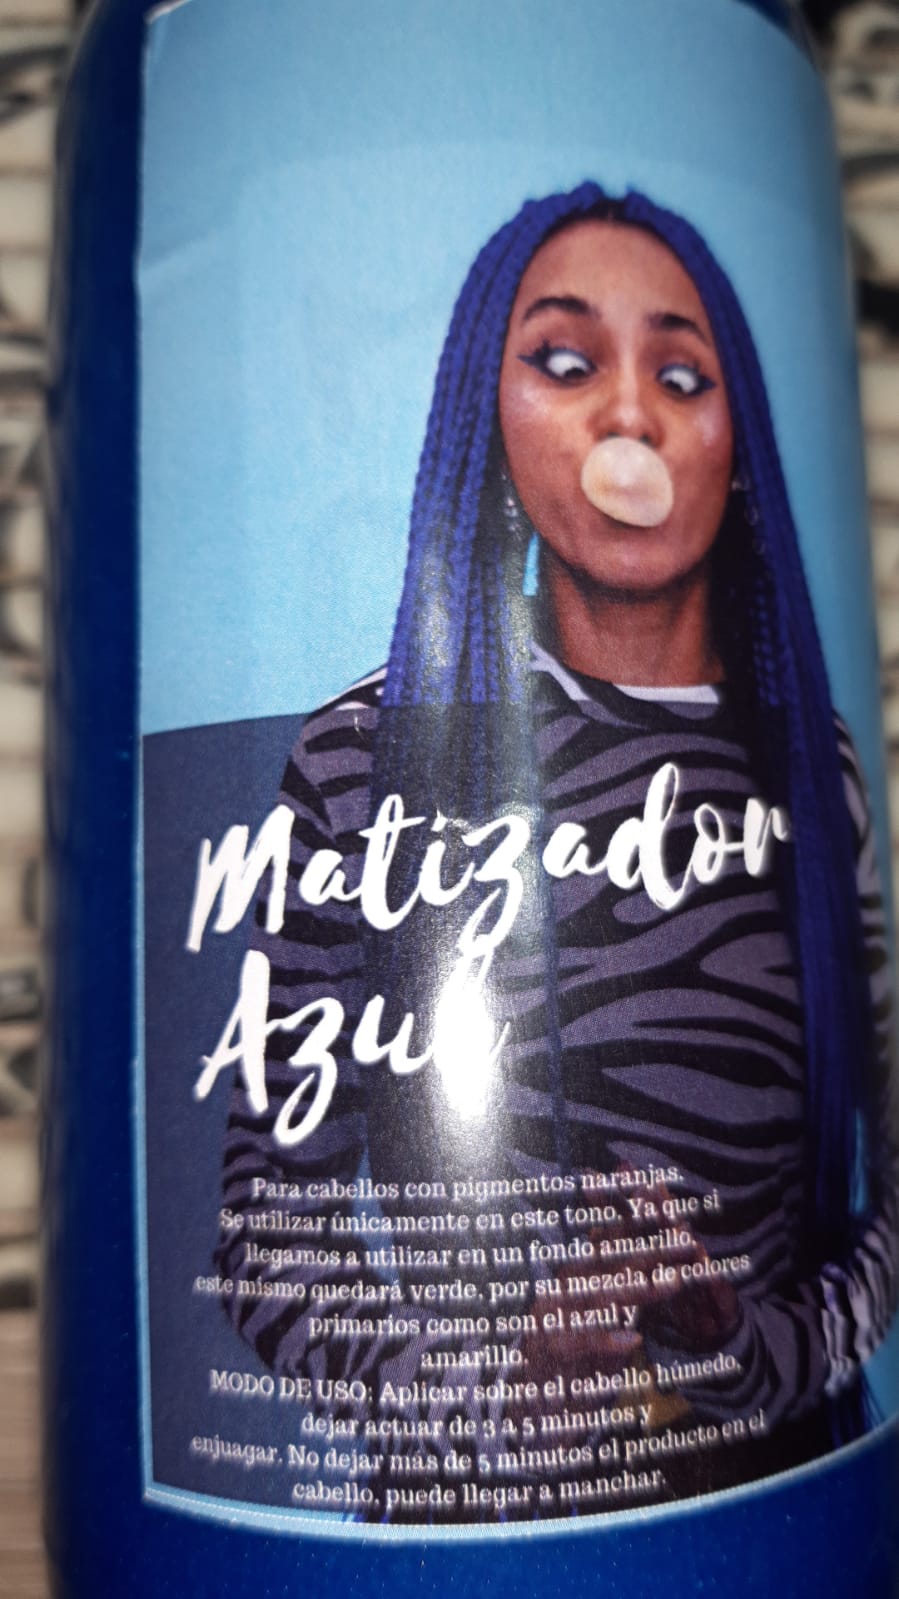 Matizador
Azul
Para cabellos con pigmentos naranjas.
Se utilizar únicamente en este tono. Ya que si
llegamos a utilizar en un fondo amarillo.
este mismo quedará verde, por su mezcla de colores
primarios como son el azul y
amarillo.
MODO DE USO: Aplicar sobre el cabello húmedo,
dejar actuar de 3 a 5 minutos y
enjuagar. No dejar más de 5 minutos el producto en el
cabello, puede llegar a manchar.